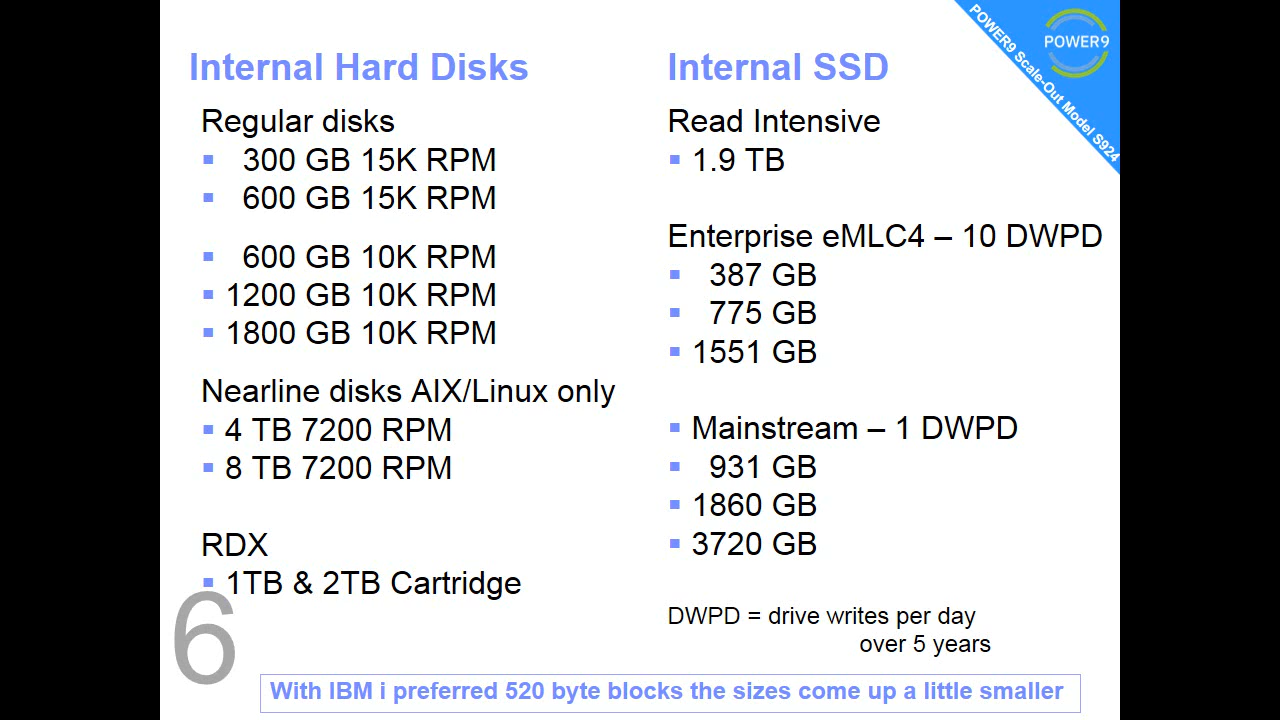 Internal Hard Disks
Regular disks
▪ 300 GB 15K RPM
▪ 600 GB 15K RPM
▪ 600 GB 10K RPM
▪ 1200 GB 10K RPM
▪ 1800 GB 10K RPM
Nearline disks AIX/Linux only
▪ 4 TB 7200 RPM
▪ 8 TB 7200 RPM
RDX
▪ 1TB & 2TB Cartridge
6
Internal SSD
Read Intensive
▪ 1.9 TB
Enterprise eMLC4 – 10 DWPD
▪ 387 GB
▪ 775 GB
▪ 1551 GB
▪ Mainstream – 1 DWPD
▪ 931 GB
▪ 1860 GB
▪ 3720 GB
DWPD = drive writes per day
over 5 years
With IBM i preferred 520 byte blocks the sizes come up a little smaller
POWER9
POWER9 Scale-Out Model S924